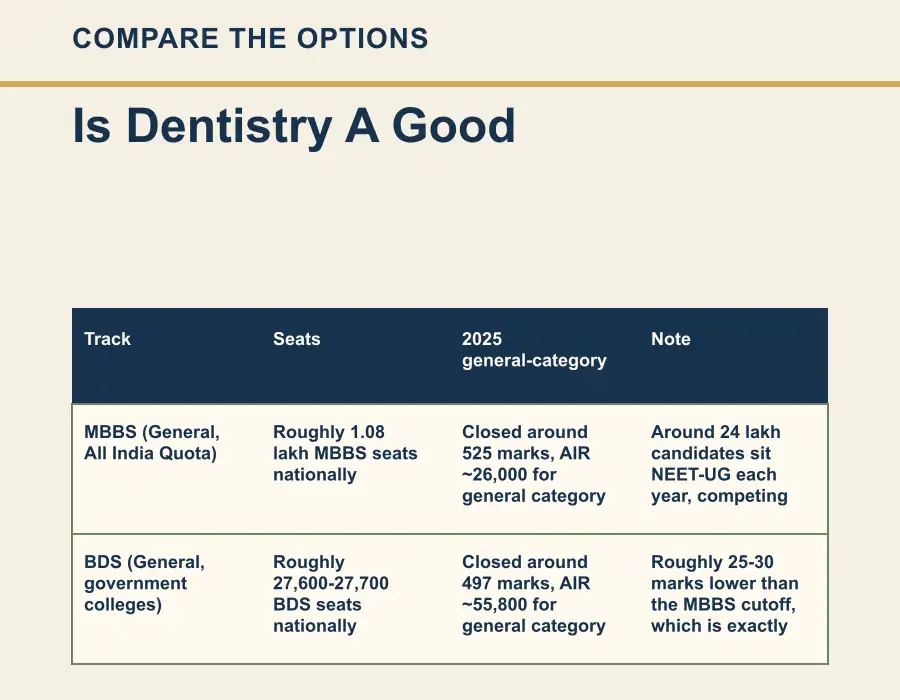 COMPARE THE OPTIONS
Is Dentistry A Good
Track
Seats
2025
general-category
Note
MBBS (General,
All India Quota)
Roughly 1.08
lakh MBBS seats
nationally
Closed around
525 marks, AIR
~26,000 for
general category
Around 24 lakh
candidates sit
NEET-UG each
year, competing
BDS (General,
government
colleges)
Roughly
27,600-27,700
BDS seats
nationally
Closed around
497 marks, AIR
~55,800 for
general category
Roughly 25-30
marks lower than
the MBBS cutoff,
which is exactly